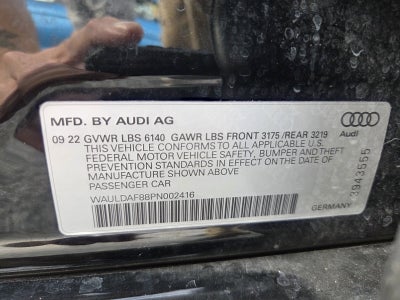 MFD. BY AUDI AG
09 22 GVWR LBS 6140 GAWR LBS FRONT 3175 /REAR 3219
THIS VEHICLE CONFORMS TO ALL APPLICABLE U.S.
FEDERAL MOTOR VEHICLE SAFETY, BUMPER AND THEFT
PREVENTION STANDARDS IN EFFECT ON THE DATE OF
MANUFACTURE SHOWN ABOVE
PASSENGER CAR
WAULDAF88PN002416
Audi
3943555
GERMANY